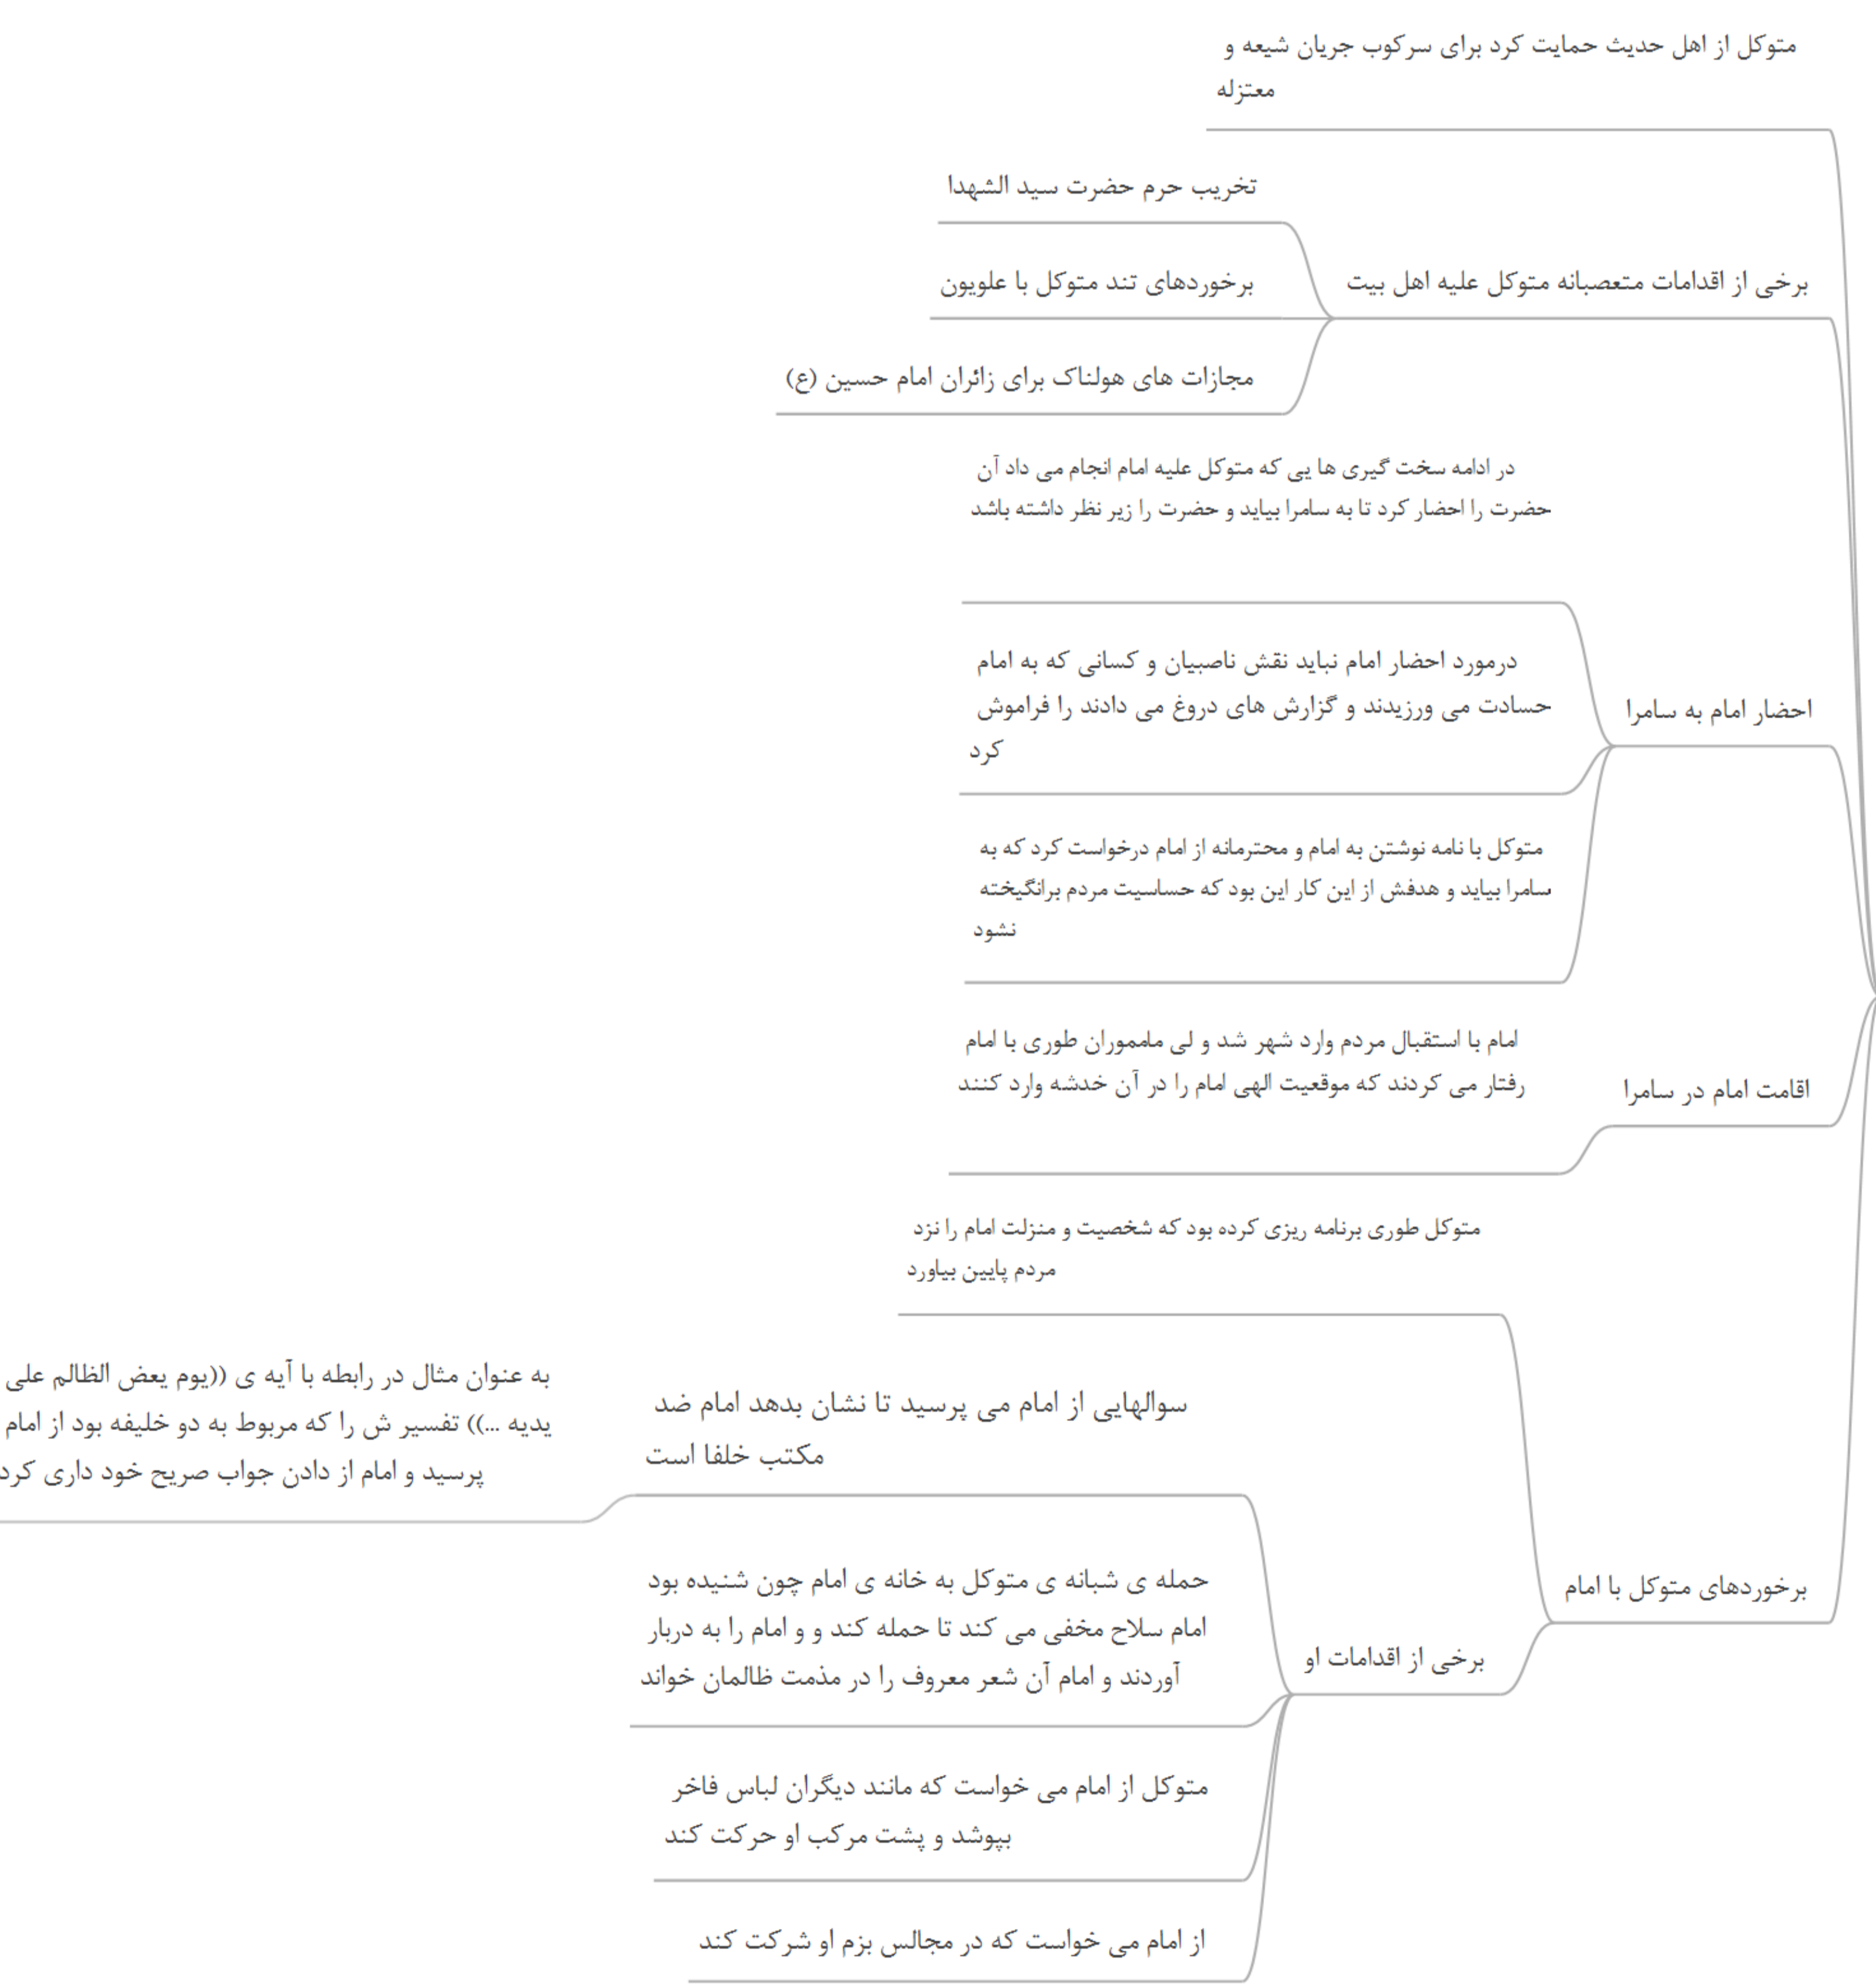 متوکل از اهل حدیث حمایت کرد برای سرکوب جریان شیعه و
معتزله
برخی از اقدامات متعصبانه متوکل علیه اهل بیت
تخریب حرم حضرت سید الشهدا
برخوردهای تند متوکل با علویون
مجازات های هولناک برای زائران امام حسین (ع)
احضار امام به سامرا
در ادامه سخت گیری ها یی که متوکل علیه امام انجام می داد آن
حضرت را احضار کرد تا به سامرا بیاید و حضرت را زیر نظر داشته باشد
درمورد احضار امام نباید نقش ناصبیان و کسانی که به امام
حسادت می ورزیدند و گزارش های دروغ می دادند را فراموش
کرد
متوکل با نامه نوشتن به امام و محترمانه از امام درخواست کرد که به
سامرا بیاید و هدفش از این کار این بود که حساسیت مردم برانگیخته
نشود
اقامت امام در سامرا
امام با استقبال مردم وارد شهر شد و لی مامموران طوری با امام
رفتار می کردند که موقعیت الهی امام را در آن خدشه وارد کنند
برخوردهای متوکل با امام
متوکل طوری برنامه ریزی کرده بود که شخصیت و منزلت امام را نزد
مردم پایین بیاورد
برخی از اقدامات او
سوالهایی از امام می پرسید تا نشان بدهد امام ضد
مکتب خلفا است
به عنوان مثال در رابطه با آیه ی ((یوم یعض الظالم علی
یدیه ...)) تفسیر ش را که مربوط به دو خلیفه بود از امام
پرسید و امام از دادن جواب صریح خود داری کرد
حمله ی شبانه ی متوکل به خانه ی امام چون شنیده بود
امام سلاح مخفی می کند تا حمله کند و و امام را به دربار
آوردند و امام آن شعر معروف را در مذمت ظالمان خواند
متوکل از امام می خواست که مانند دیگران لباس فاخر
بپوشد و پشت مرکب او حرکت کند
از امام می خواست که در مجالس بزم او شرکت کند